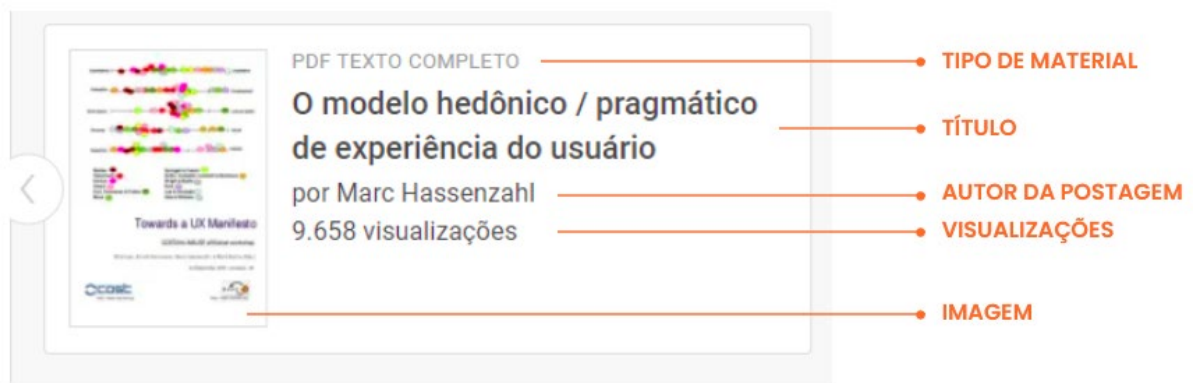 PDF TEXTO COMPLETO
TIPO DE MATERIAL
O modelo hedônico / pragmático
de experiência do usuário
TÍTULO
por Marc Hassenzahl
AUTOR DA POSTAGEM
9.658 visualizações
VISUALIZAÇÕES
Towards a UX Manifesto
cost
IMAGEM